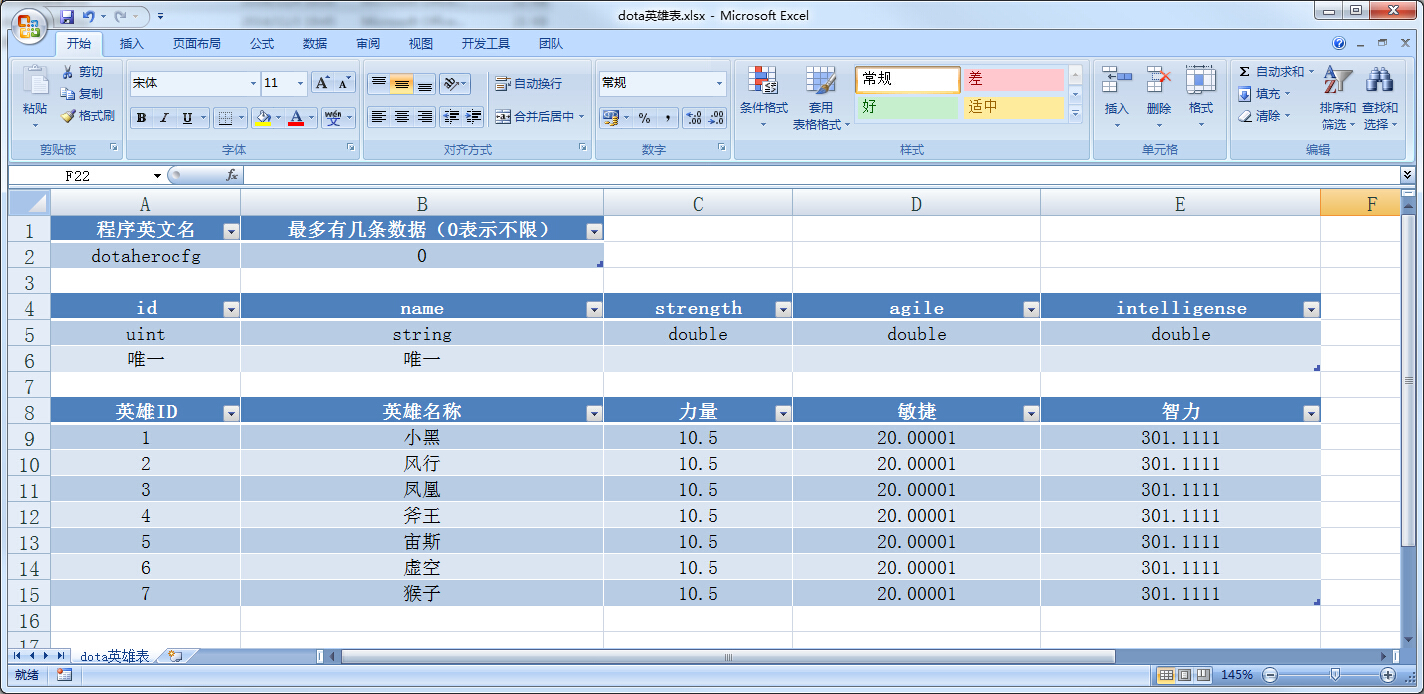 dota英雄表.xlsx - Microsoft Excel
开始 插入 页面布局 公式 数据 审阅 视图 开发工具 团队
粘贴 剪切 复制 格式刷 剪贴板
宋体 11 A A B I U A wén 文 字体
自动换行 合并后居中 对齐方式
常规 % , 数字
条件格式 套用 表格格式 常规 差 好 适中 样式
插入 删除 格式 单元格
Σ 自动求和 填充 清除 排序和 筛选 查找和 选择 编辑
F22 fx
A B C D E F
1 程序英文名 最多有几条数据（0表示不限）
2 dotaherocfg 0
3
4 id name strength agile intelligense
5 uint string double double double
6 唯一 唯一
7
8 英雄ID 英雄名称 力量 敏捷 智力
9 1 小黑 10.5 20.00001 301.1111
10 2 风行 10.5 20.00001 301.1111
11 3 凤凰 10.5 20.00001 301.1111
12 4 斧王 10.5 20.00001 301.1111
13 5 宙斯 10.5 20.00001 301.1111
14 6 虚空 10.5 20.00001 301.1111
15 7 猴子 10.5 20.00001 301.1111
16
17
dota英雄表
就绪 145%